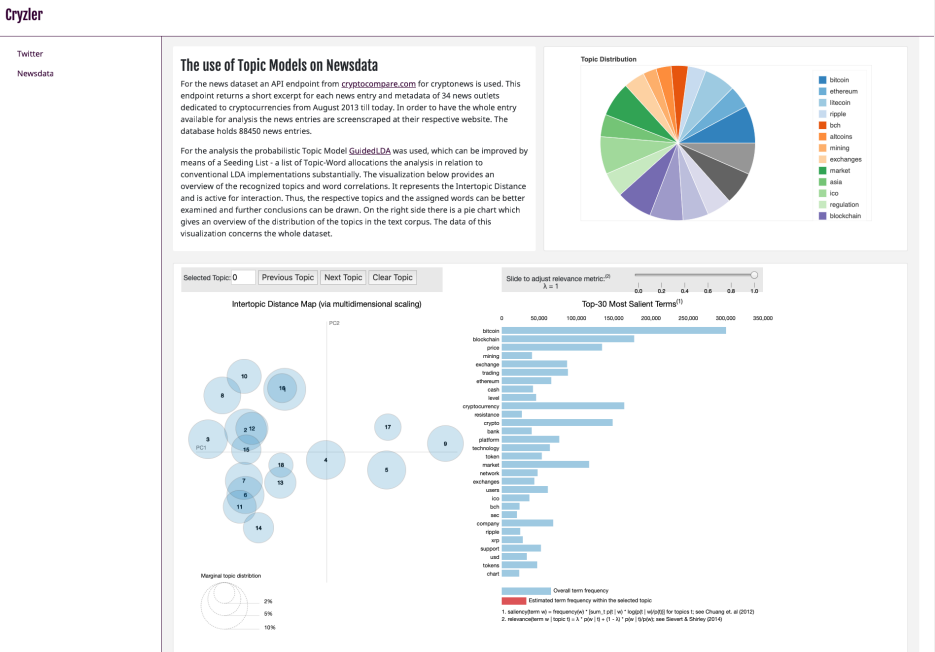 Cryzler
Twitter
Newsdata
The use of Topic Models on Newsdata
For the news dataset an API endpoint from cryptocompare.com for cryptonews is used. This
endpoint returns a short excerpt for each news entry and metadata of 34 news outlets
dedicated to cryptocurrencies from August 2013 till today. In order to have the whole entry
available for analysis the news entries are screenscraped at their respective website. The
database holds 88450 news entries.
For the analysis the probabilistic Topic Model GuidedLDA was used, which can be improved by
means of a Seeding List - a list of Topic-Word allocations the analysis in relation to
conventional LDA implementations substantially. The visualization below provides an
overview of the recognized topics and word correlations. It represents the Intertopic Distance
and is active for interaction. Thus, the respective topics and the assigned words can be better
examined and further conclusions can be drawn. On the right side there is a pie chart which
gives an overview of the distribution of the topics in the text corpus. The data of this
visualization concerns the whole dataset.
Topic Distribution
bitcoin
ethereum
litecoin
ripple
bch
altcoins
mining
exchanges
market
asia
ico
regulation
blockchain
Selected Topic: 0 Previous Topic Next Topic Clear Topic
Slide to adjust relevance metric:(2)
λ = 1
0.0 0.2 0.4 0.6 0.8 1.0
Intertopic Distance Map (via multidimensional scaling)
PC2
10
8
17
2 12
3
9
PC1
15
4
18
5
7
13
6
11
14
Marginal topic distribtion
2%
5%
10%
Top-30 Most Salient Terms(1)
0 50,000 100,000 150,000 200,000 250,000 300,000 350,000
bitcoin
blockchain
price
mining
exchange
trading
ethereum
cash
level
cryptocurrency
resistance
crypto
bank
platform
technology
token
market
network
exchanges
users
ico
bch
sec
company
ripple
xrp
support
usd
tokens
chart
Overall term frequency
Estimated term frequency within the selected topic
1. saliency(term w) = frequency(w) * [sum_t p(t | w) * log(p(t | w)/p(t))] for topics t; see Chuang et. al (2012)
2. relevance(term w | topic t) = λ * p(w | t) + (1 - λ) * p(w | t)/p(w); see Sievert & Shirley (2014)